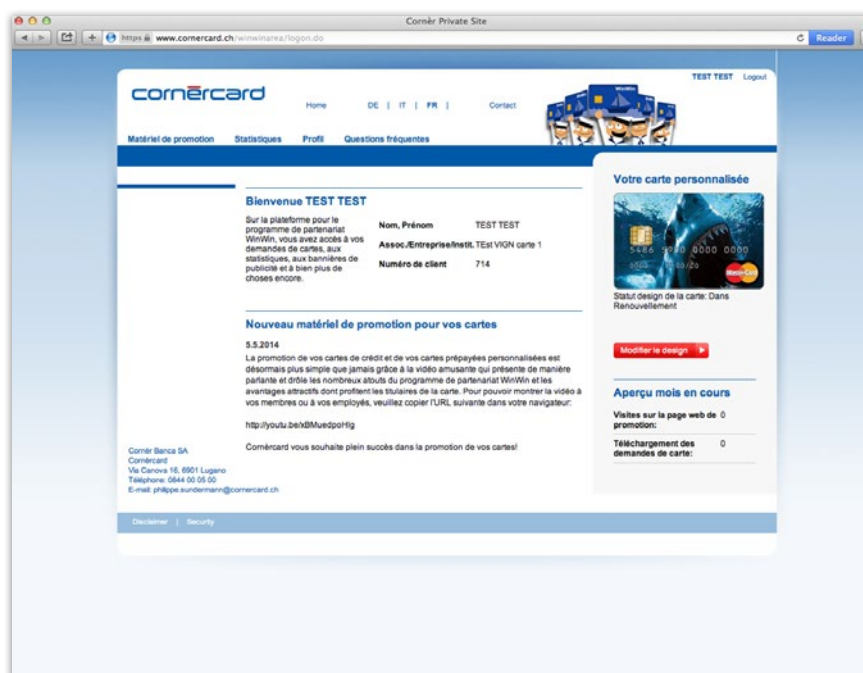 Cornèr Private Site
https www.cornercard.ch/winwinarea/logon.do
Reader
TEST TEST Logout
cornèrcard
Home DE | IT | FR | Contact
WinWin
Matériel de promotion Statistiques Profil Questions fréquentes
Bienvenue TEST TEST
Sur la plateforme pour le
programme de partenariat
WinWin, vous avez accès à vos
demandes de cartes, aux
statistiques, aux bannières de
publicité et à bien plus de
choses encore.
Nom, Prénom TEST TEST
Assoc./Entreprise/Instit. TEst VIGN carte 1
Numéro de client 714
Nouveau matériel de promotion pour vos cartes
5.5.2014
La promotion de vos cartes de crédit et de vos cartes prépayées personnalisées est
désormais plus simple que jamais grâce à la vidéo amusante qui présente de manière
parlante et drôle les nombreux atouts du programme de partenariat WinWin et les
avantages attractifs dont profitent les titulaires de la carte. Pour pouvoir montrer la vidéo à
vos membres ou à vos employés, veuillez copier l'URL suivante dans votre navigateur:
http://youtu.be/xBMuedpoHig
Cornèrcard vous souhaite plein succès dans la promotion de vos cartes!
Votre carte personnalisée
0000 0000
MasterCard
Statut design de la carte: Dans
Renouvellement
Modifier le design
Aperçu mois en cours
Visites sur la page web de 0
promotion:
Téléchargement des 0
demandes de carte:
Cornèr Banca SA
Cornèrcard
Via Canova 16, 6901 Lugano
Téléphone: 0844 00 05 00
E-mail: philippe.sundermann@cornercard.ch
Disclaimer | Security